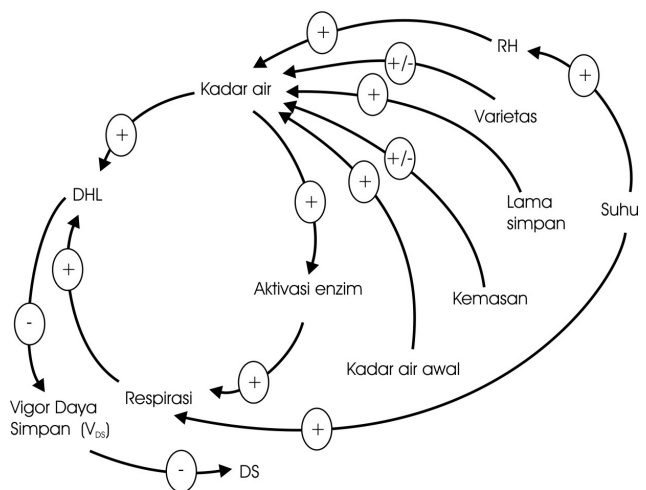 +
RH
+/-
+
Kadar air
+
Varietas
+
+/-
+
DHL
+
Lama
simpan
Suhu
+
Aktivasi enzim
Kemasan
-
Kadar air awal
+
Respirasi
Vigor Daya
Simpan (V_DS)
+
-
DS